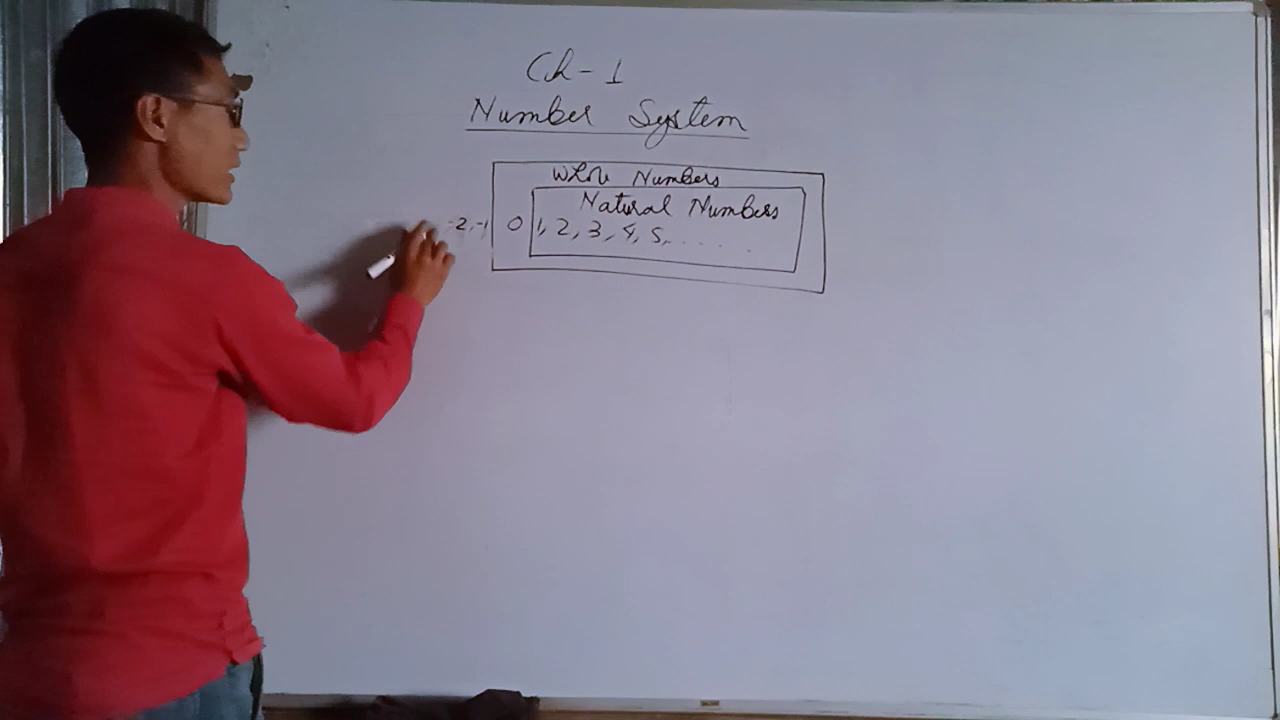 Ch-1
Number System
Whole Numbers
Natural Numbers
-2,-1 0 1, 2, 3, 4, 5, . . . . .